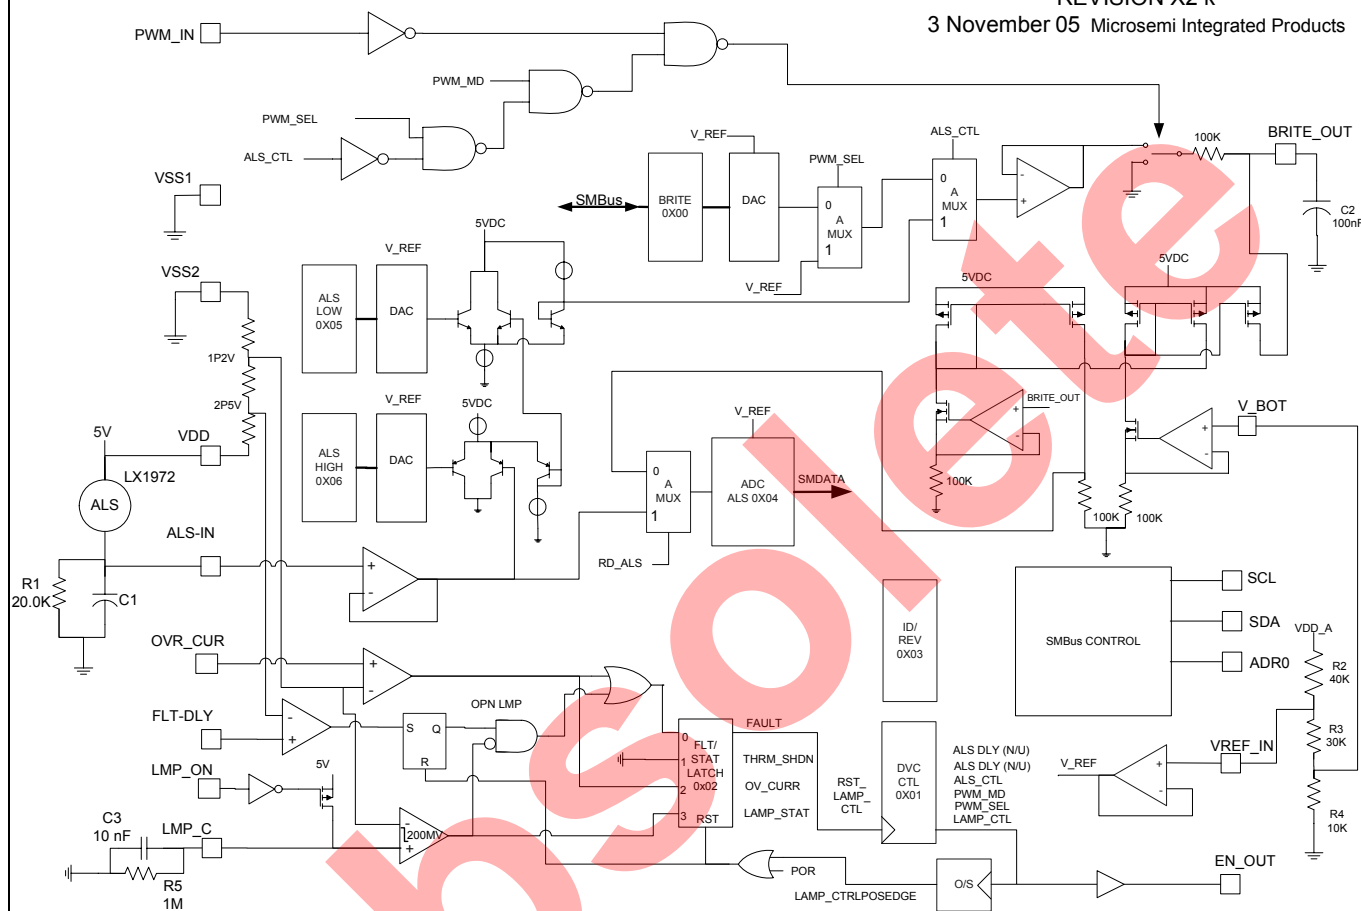 REVISION X2 k
3 November 05 Microsemi Integrated Products
PWM_IN
PWM_MD
PWM_SEL
ALS_CTL
VSS1
V_REF
PWM_SEL
ALS_CTL
100K
BRITE_OUT
SMBus
BRITE
0X00
DAC
0
A
MUX
1
V_REF
0
A
MUX
1
-
+
C2
100nF
VSS2
5VDC
V_REF
ALS
LOW
0X05
DAC
5VDC
5VDC
1P2V
2P5V
V_REF
5VDC
ALS
HIGH
0X06
DAC
5V
VDD
LX1972
ALS
V_REF
0
A
MUX
1
ADC
ALS 0X04
SMDATA
RD_ALS
BRITE_OUT
+
-
100K
+
-
V_BOT
100K
100K
ALS-IN
+
-
R1
20.0K
C1
ID/
REV
0X03
SMBus CONTROL
SCL
SDA
ADR0
VDD_A
R2
40K
R3
30K
R4
10K
OVR_CUR
+
-
OPN LMP
FLT-DLY
-
+
S
Q
R
LMP_ON
5V
C3
10 nF
LMP_C
R5
1M
-
200MV
+
0
FLT/
1
STAT
LATCH
2
0x02
3
RST
FAULT
THRM_SHDN
OV_CURR
LAMP_STAT
RST_
LAMP_
CTL
DVC
CTL
0X01
ALS DLY (N/U)
ALS DLY (N/U)
ALS_CTL
PWM_MD
PWM_SEL
LAMP_CTL
V_REF
+
-
VREF_IN
POR
LAMP_CTRLPOSEDGE
O/S
EN_OUT
obsolete